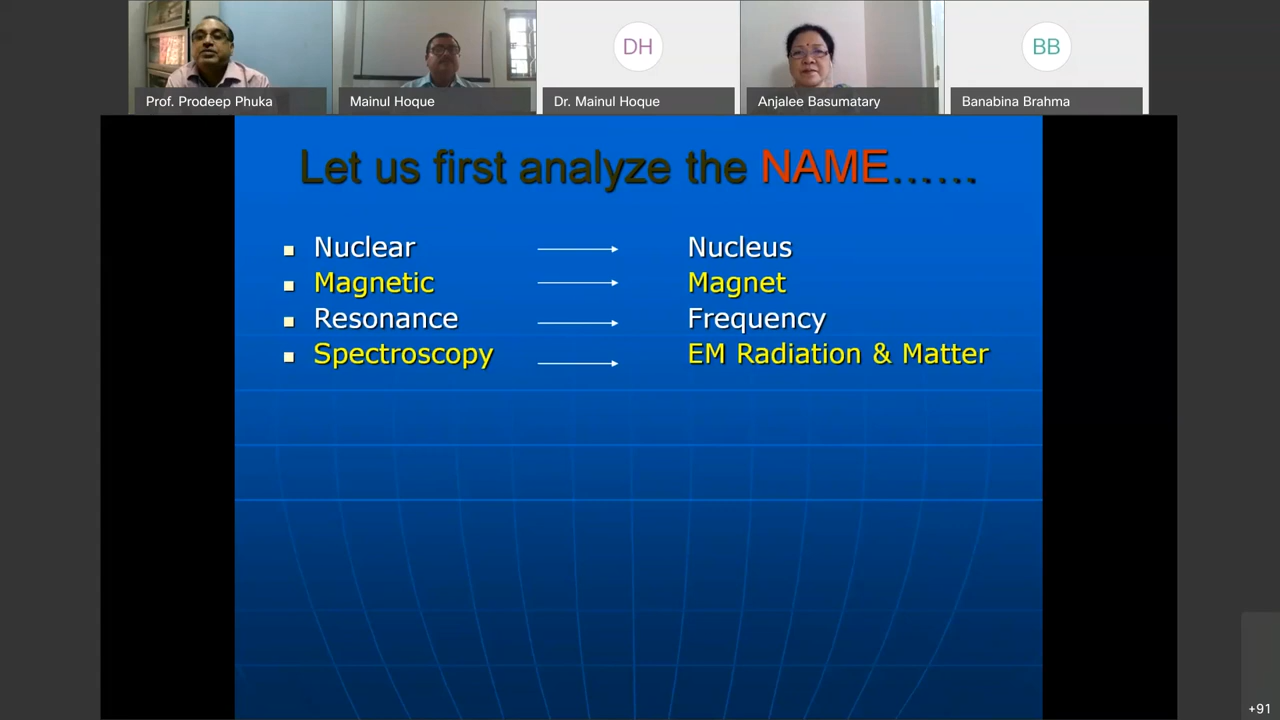 DH
BB
Prof. Prodeep Phuka
Mainul Hoque
Dr. Mainul Hoque
Anjalee Basumatary
Banabina Brahma
Let us first analyze the NAME……
Nuclear Nucleus
Magnetic Magnet
Resonance Frequency
Spectroscopy EM Radiation & Matter
+91